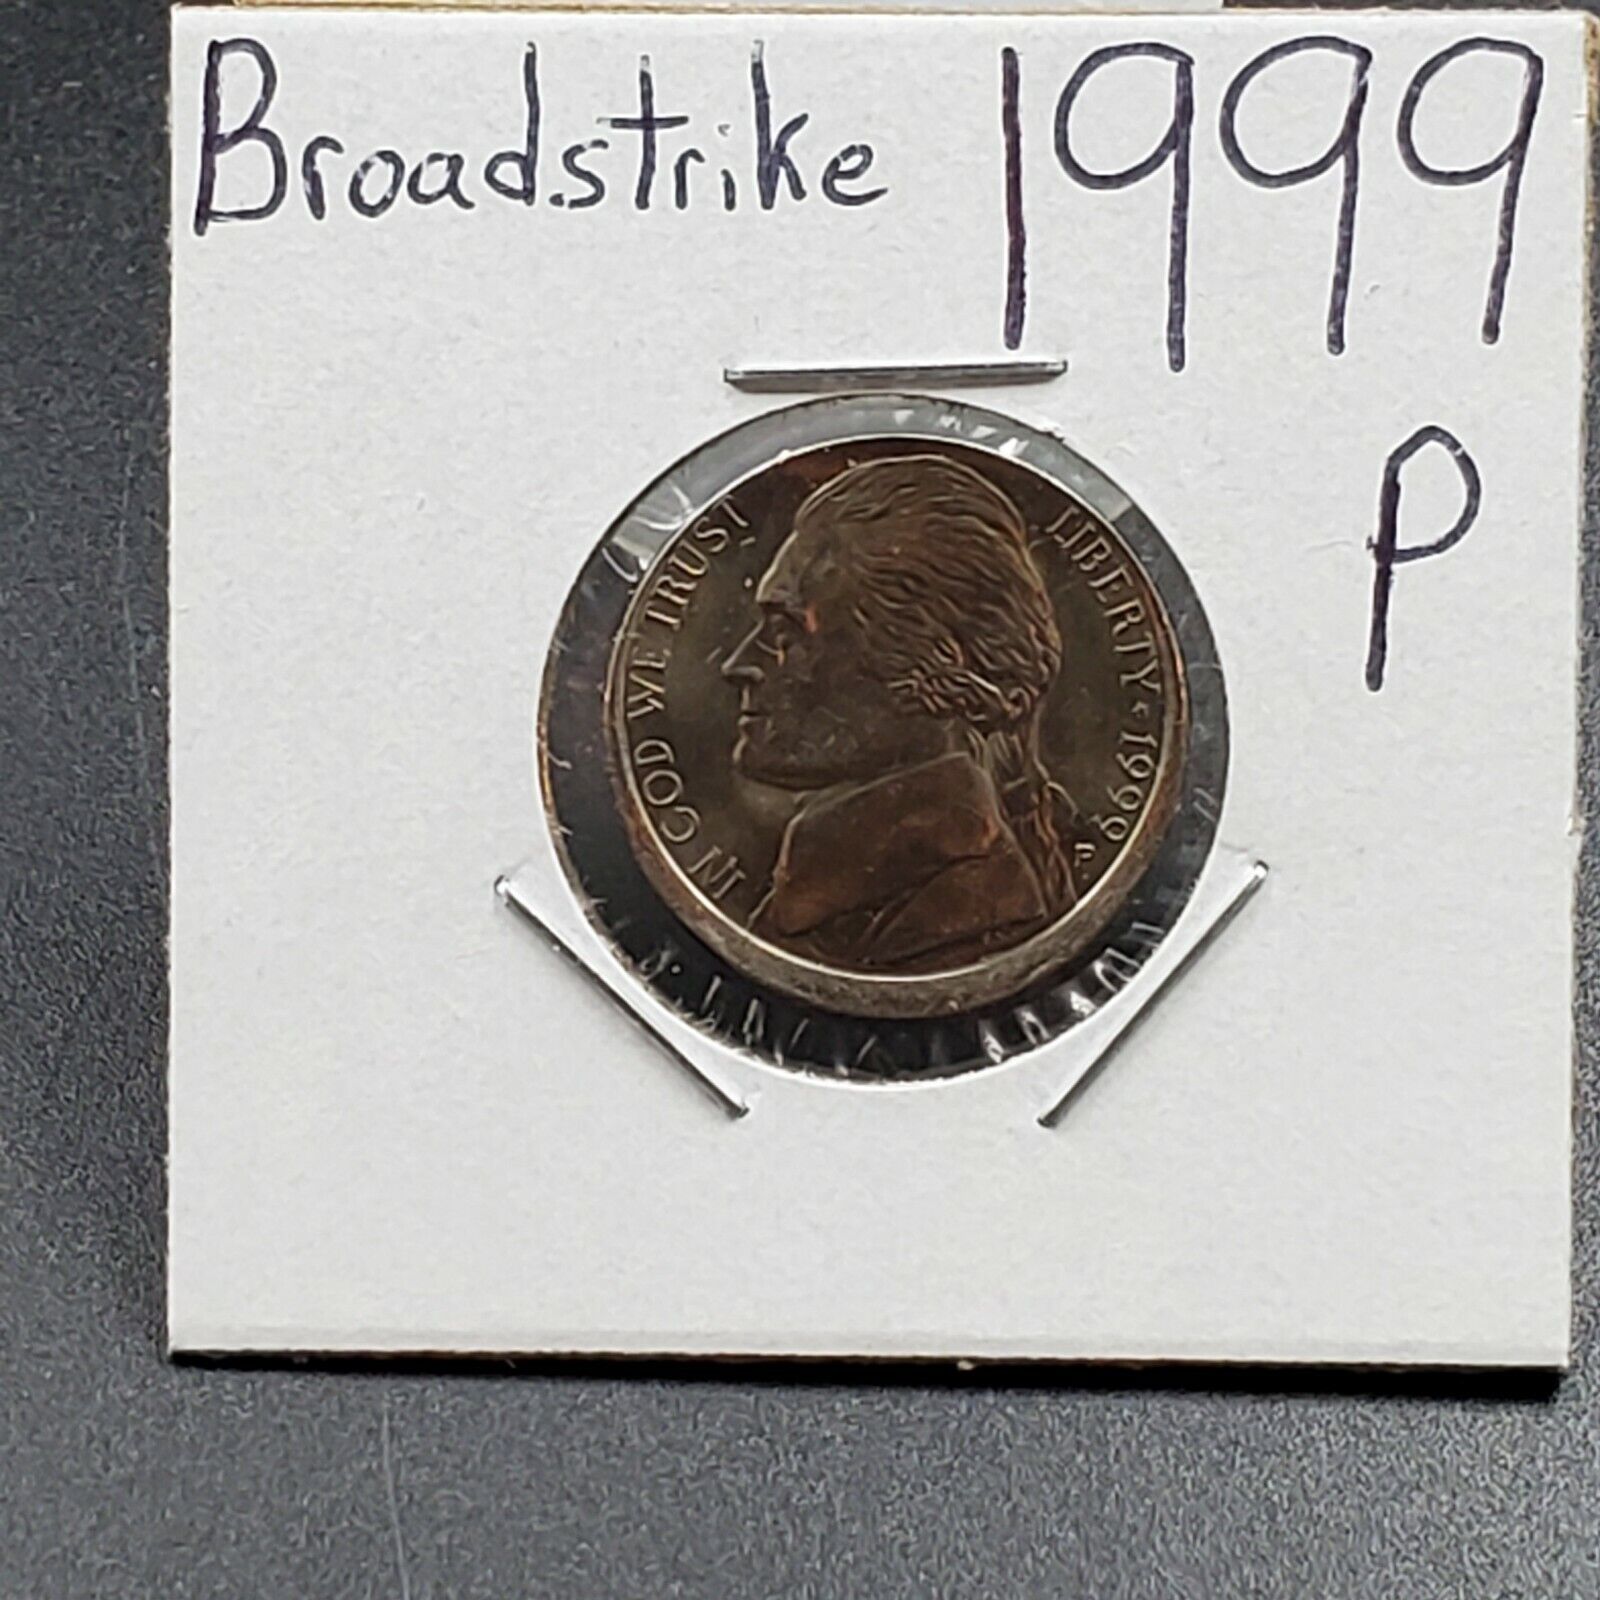 Broadstrike 1999
P
IN GOD WE TRUST
LIBERTY 1999
P